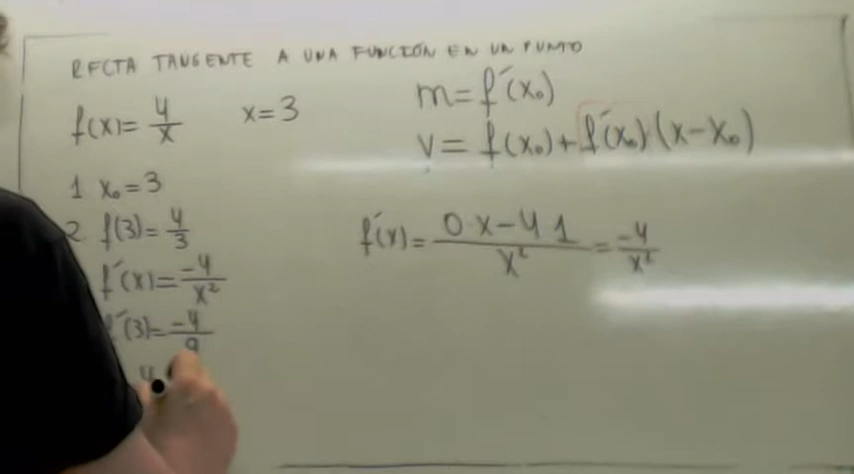 RECTA TANGENTE A UNA FUNCIÓN EN UN PUNTO
f(x)= 4/x x=3
m=f´(x₀)
y=f(x₀)+f´(x₀)·(x-x₀)
1 x₀=3
2 f(3)= 4/3
f´(x)= -4/x²
f´(3)= -4/9
f´(x)= 0·x-4·1/x² = -4/x²